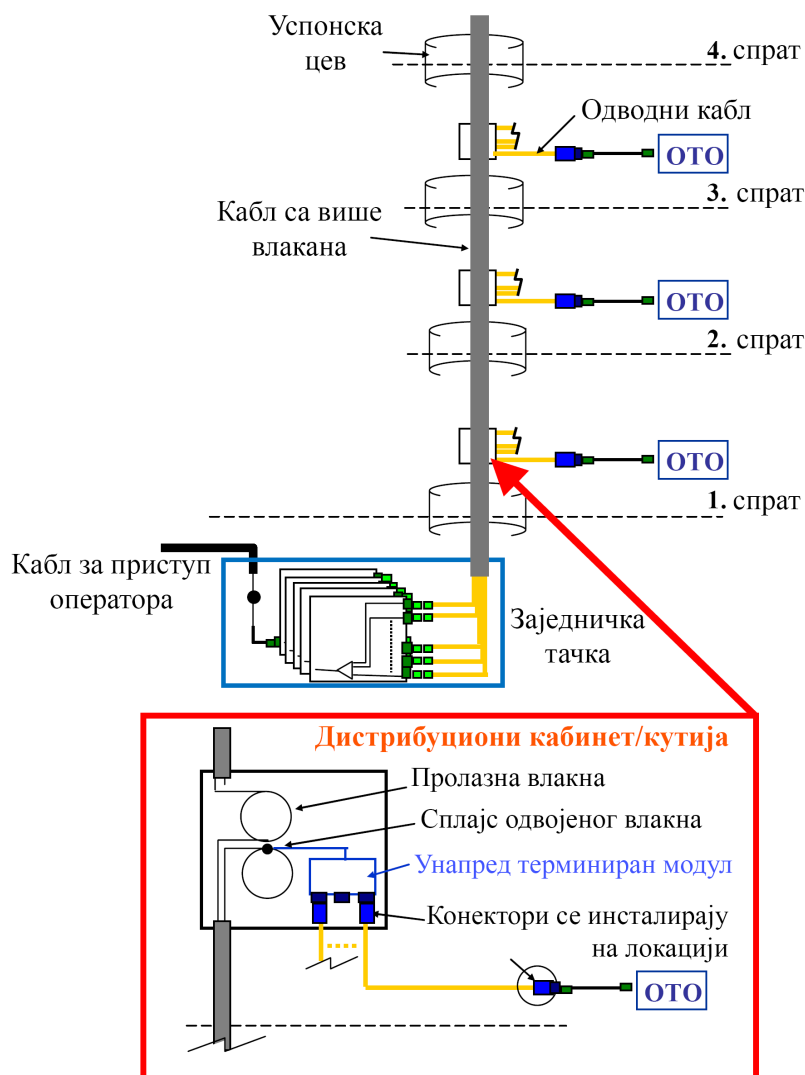 Успонска
цев
4. спрат
Одводни кабл
ОТО
3. спрат
Кабл са више
влакана
ОТО
2. спрат
ОТО
1. спрат
Кабл за приступ
оператора
Заједничка
тачка
Дистрибуциони кабинет/кутија
Пролазна влакна
Сплајс одвојеног влакна
Унапред терминиран модул
Конектори се инсталирају
на локацији
ОТО